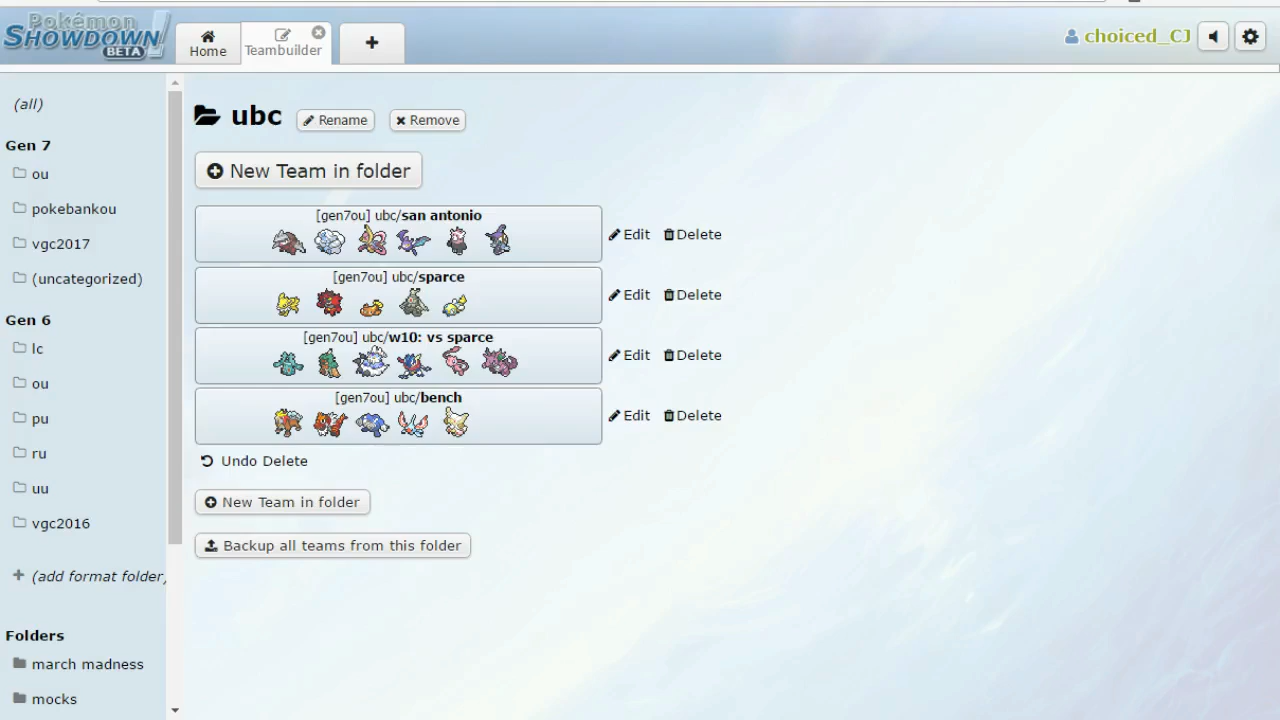 Pokémon
SHOWDOWN!
BETA
Home
Teambuilder
choiced_CJ
(all)
Gen 7
ou
pokebankou
vgc2017
(uncategorized)
Gen 6
lc
ou
pu
ru
uu
vgc2016
(add format folder)
Folders
march madness
mocks
ubc
Rename
Remove
New Team in folder
[gen7ou] ubc/san antonio
Edit Delete
[gen7ou] ubc/sparce
Edit Delete
[gen7ou] ubc/w10: vs sparce
Edit Delete
[gen7ou] ubc/bench
Edit Delete
Undo Delete
New Team in folder
Backup all teams from this folder